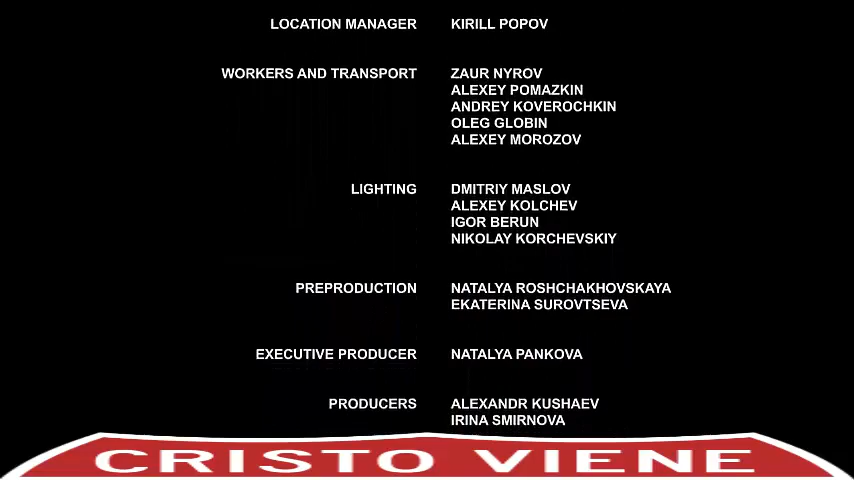 LOCATION MANAGER KIRILL POPOV
WORKERS AND TRANSPORT ZAUR NYROV
ALEXEY POMAZKIN
ANDREY KOVEROCHKIN
OLEG GLOBIN
ALEXEY MOROZOV
LIGHTING DMITRIY MASLOV
ALEXEY KOLCHEV
IGOR BERUN
NIKOLAY KORCHEVSKIY
PREPRODUCTION NATALYA ROSHCHAKHOVSKAYA
EKATERINA SUROVTSEVA
EXECUTIVE PRODUCER NATALYA PANKOVA
PRODUCERS ALEXANDR KUSHAEV
IRINA SMIRNOVA
CRISTO VIENE